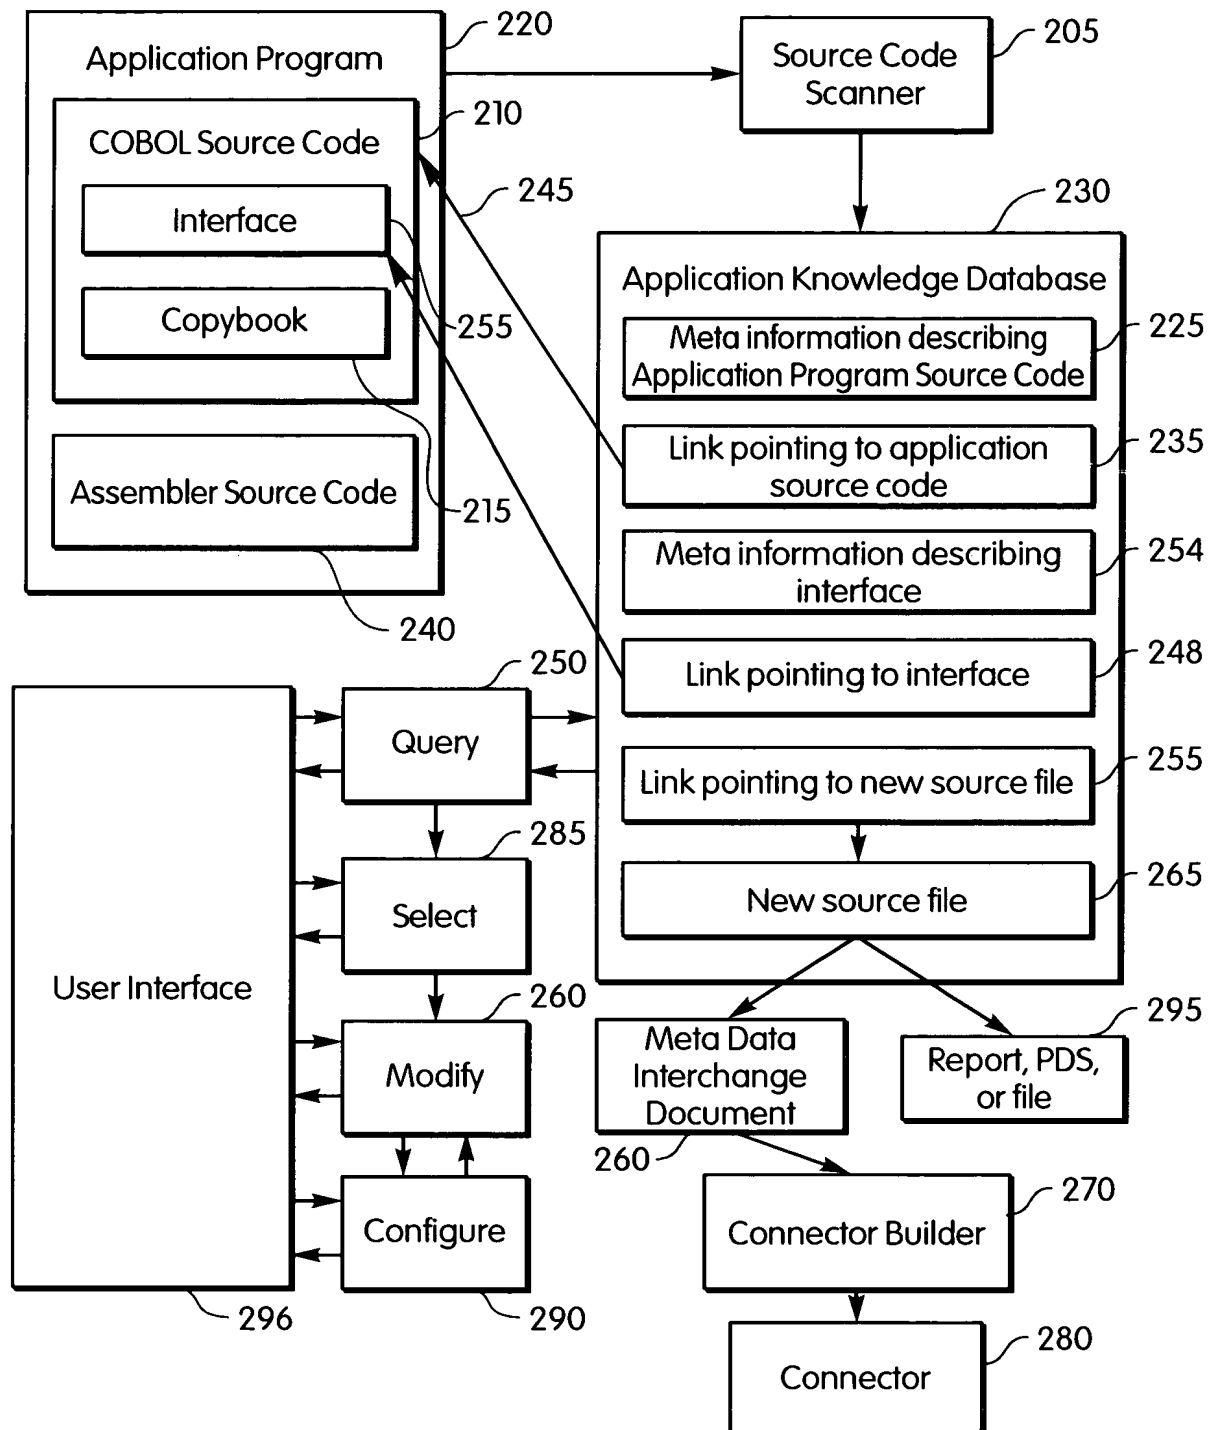 Application Program
220
COBOL Source Code
210
Interface
255
Copybook
215
Assembler Source Code
240
245
Source Code
Scanner
205
230
Application Knowledge Database
Meta information describing
Application Program Source Code
225
Link pointing to application
source code
235
Meta information describing
interface
254
Link pointing to interface
248
Link pointing to new source file
255
New source file
265
User Interface
296
Query
250
Select
285
Modify
260
Configure
290
Meta Data
Interchange
Document
260
Report, PDS,
or file
295
Connector Builder
270
Connector
280